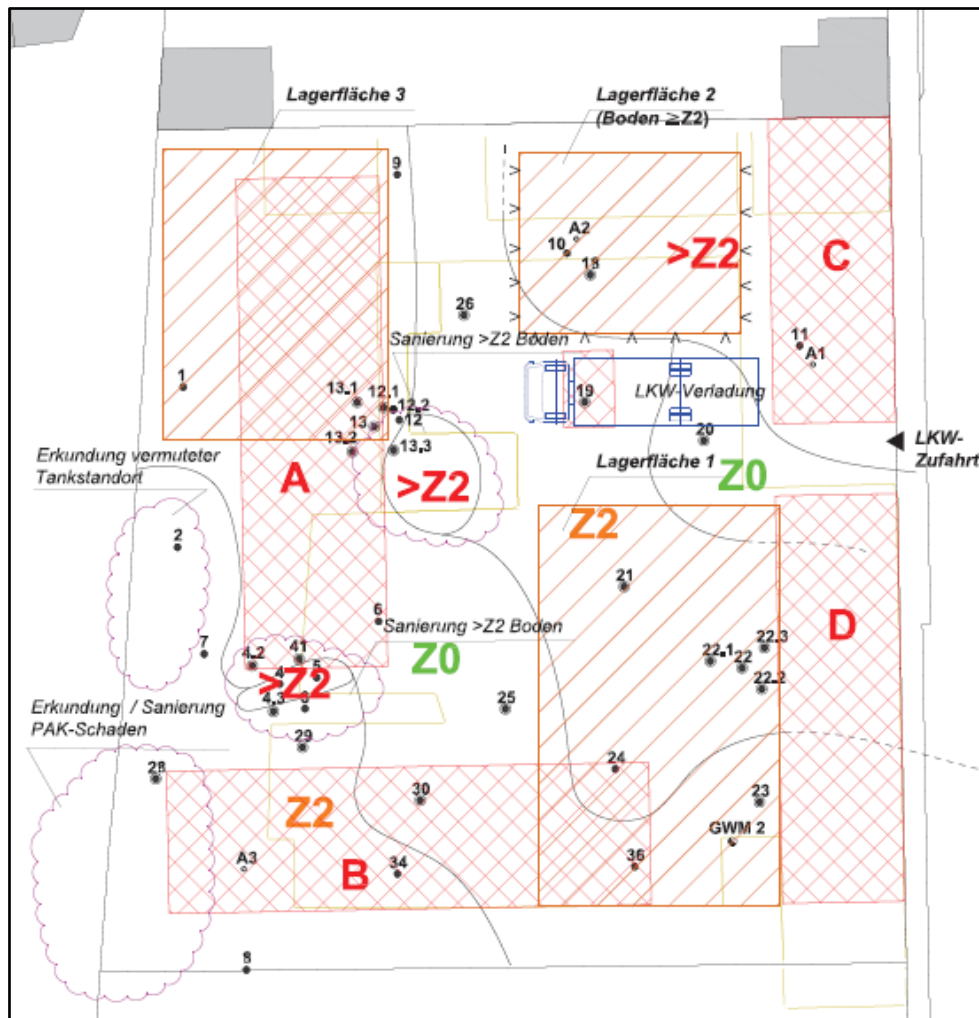 Lagerfläche 3
Lagerfläche 2
(Boden ≥Z2)
9
A2
10
18
>Z2
C
26
Sanierung >Z2 Boden
11
A1
1
13.1
12.1
12.2
12
13
13.2
13.3
19
LKW-Verladung
20
LKW-
Zufahrt
Erkundung vermuteter
Tankstandort
A
>Z2
Lagerfläche 1
Z0
Z2
2
21
6
Sanierung >Z2 Boden
D
7
4.2
41
4
5
>Z2
4.3
3
Z0
22.1
22
22.3
22.2
25
Erkundung / Sanierung
PAK-Schaden
29
28
24
30
Z2
23
GWM 2
A3
B
34
36
8